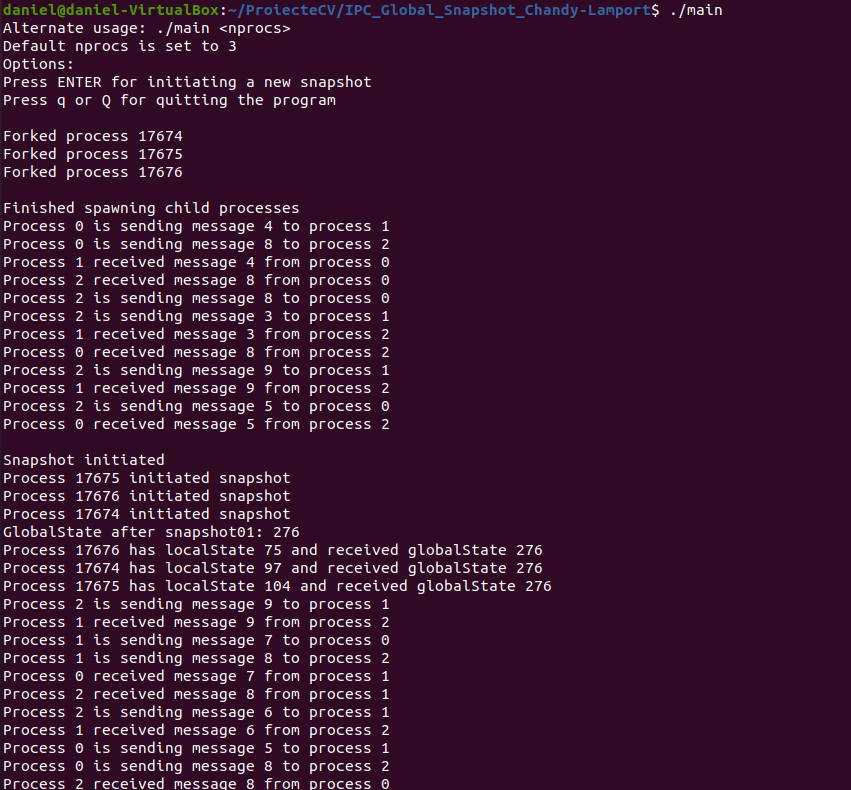 daniel@daniel-VirtualBox:~/ProiecteCV/IPC_Global_Snapshot_Chandy-Lamport$ ./main
Alternate usage: ./main <nprocs>
Default nprocs is set to 3
Options:
Press ENTER for initiating a new snapshot
Press q or Q for quitting the program
Forked process 17674
Forked process 17675
Forked process 17676
Finished spawning child processes
Process 0 is sending message 4 to process 1
Process 0 is sending message 8 to process 2
Process 1 received message 4 from process 0
Process 2 received message 8 from process 0
Process 2 is sending message 8 to process 0
Process 2 is sending message 3 to process 1
Process 1 received message 3 from process 2
Process 0 received message 8 from process 2
Process 2 is sending message 9 to process 1
Process 1 received message 9 from process 2
Process 2 is sending message 5 to process 0
Process 0 received message 5 from process 2
Snapshot initiated
Process 17675 initiated snapshot
Process 17676 initiated snapshot
Process 17674 initiated snapshot
GlobalState after snapshot01: 276
Process 17676 has localState 75 and received globalState 276
Process 17674 has localState 97 and received globalState 276
Process 17675 has localState 104 and received globalState 276
Process 2 is sending message 9 to process 1
Process 1 received message 9 from process 2
Process 1 is sending message 7 to process 0
Process 1 is sending message 8 to process 2
Process 0 received message 7 from process 1
Process 2 received message 8 from process 1
Process 2 is sending message 6 to process 1
Process 1 received message 6 from process 2
Process 0 is sending message 5 to process 1
Process 0 is sending message 8 to process 2
Process 2 received message 8 from process 0